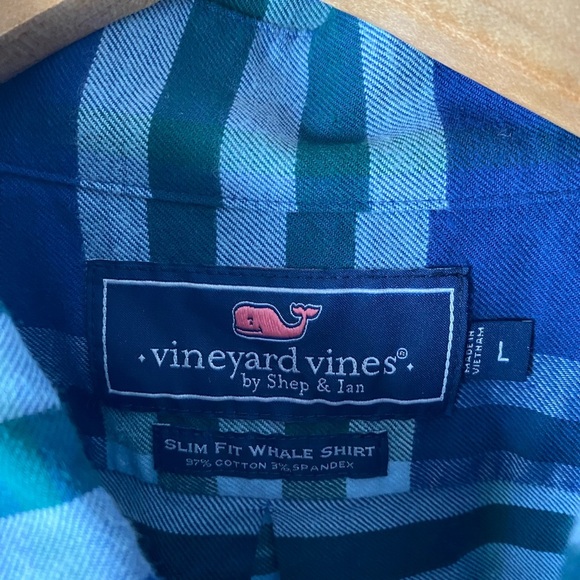 vineyard vines®
by Shep & Ian
MADE IN
VIETNAM
L
SLIM FIT WHALE SHIRT
97% COTTON 3% SPANDEX